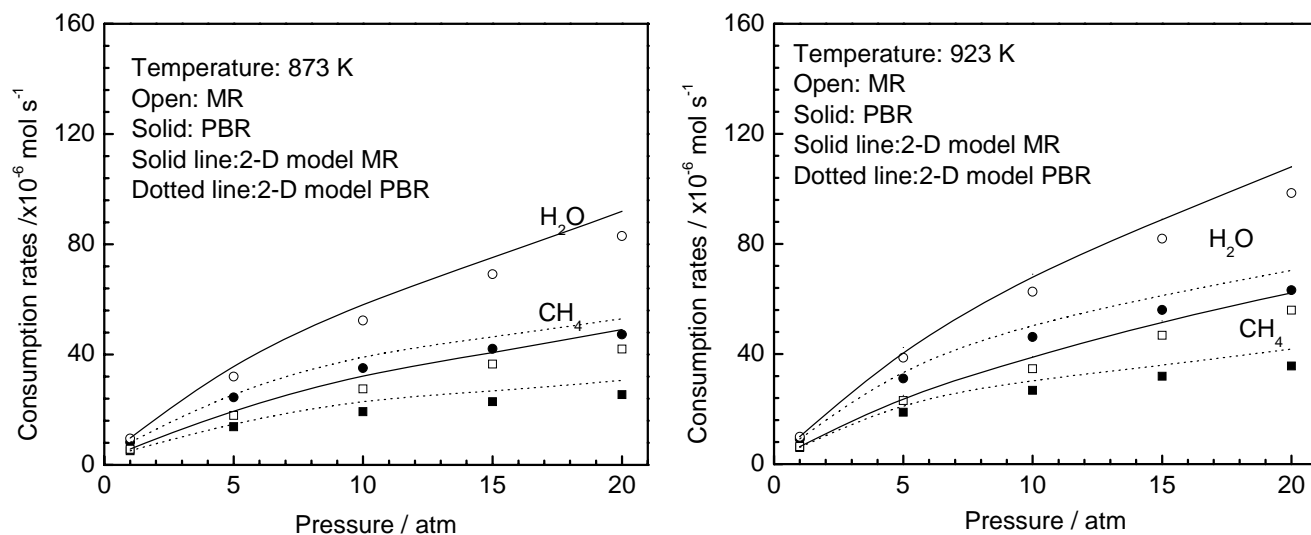 Consumption rates /x10⁻⁶ mol s⁻¹
160
120
80
40
0
Temperature: 873 K
Open: MR
Solid: PBR
Solid line:2-D model MR
Dotted line:2-D model PBR
H₂O
CH₄
0 5 10 15 20
Pressure / atm
Consumption rates / x10⁻⁶ mol s⁻¹
160
120
80
40
0
Temperature: 923 K
Open: MR
Solid: PBR
Solid line:2-D model MR
Dotted line:2-D model PBR
H₂O
CH₄
0 5 10 15 20
Pressure / atm